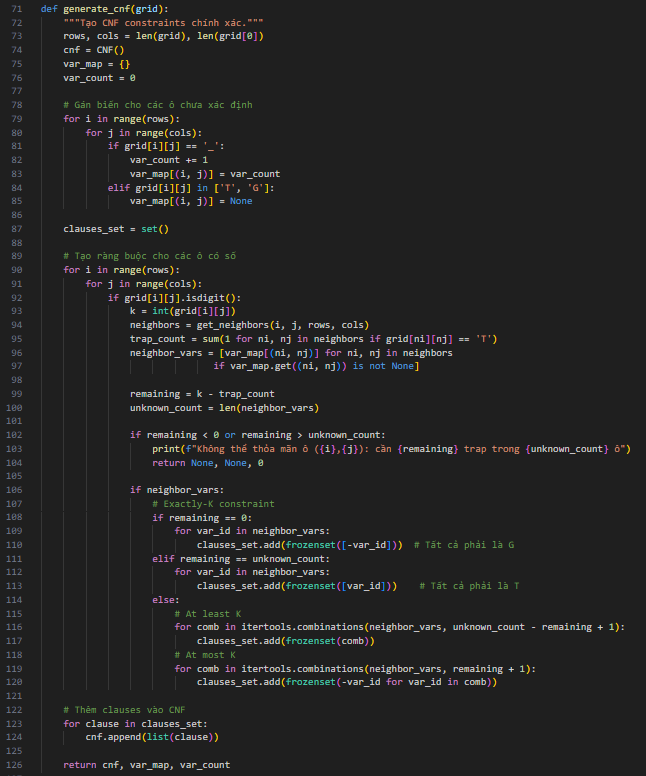 71 def generate_cnf(grid):
72     """Tạo CNF constraints chính xác."""
73     rows, cols = len(grid), len(grid[0])
74     cnf = CNF()
75     var_map = {}
76     var_count = 0
77
78     # Gán biến cho các ô chưa xác định
79     for i in range(rows):
80         for j in range(cols):
81             if grid[i][j] == '_':
82                 var_count += 1
83                 var_map[(i, j)] = var_count
84             elif grid[i][j] in ['T', 'G']:
85                 var_map[(i, j)] = None
86
87     clauses_set = set()
88
89     # Tạo ràng buộc cho các ô có số
90     for i in range(rows):
91         for j in range(cols):
92             if grid[i][j].isdigit():
93                 k = int(grid[i][j])
94                 neighbors = get_neighbors(i, j, rows, cols)
95                 trap_count = sum(1 for ni, nj in neighbors if grid[ni][nj] == 'T')
96                 neighbor_vars = [var_map[(ni, nj)] for ni, nj in neighbors
97                                 if var_map.get((ni, nj)) is not None]
98
99                 remaining = k - trap_count
100                 unknown_count = len(neighbor_vars)
101
102                 if remaining < 0 or remaining > unknown_count:
103                     print(f"Không thể thỏa mãn ô ({i},{j}): cần {remaining} trap trong {unknown_count} ô")
104                     return None, None, 0
105
106                 if neighbor_vars:
107                     # Exactly-K constraint
108                     if remaining == 0:
109                         for var_id in neighbor_vars:
110                             clauses_set.add(frozenset([-var_id]))  # Tất cả phải là G
111                     elif remaining == unknown_count:
112                         for var_id in neighbor_vars:
113                             clauses_set.add(frozenset([var_id]))    # Tất cả phải là T
114                     else:
115                         # At least K
116                         for comb in itertools.combinations(neighbor_vars, unknown_count - remaining + 1):
117                             clauses_set.add(frozenset(comb))
118                         # At most K
119                         for comb in itertools.combinations(neighbor_vars, remaining + 1):
120                             clauses_set.add(frozenset(-var_id for var_id in comb))
121
122     # Thêm clauses vào CNF
123     for clause in clauses_set:
124         cnf.append(list(clause))
125
126     return cnf, var_map, var_count